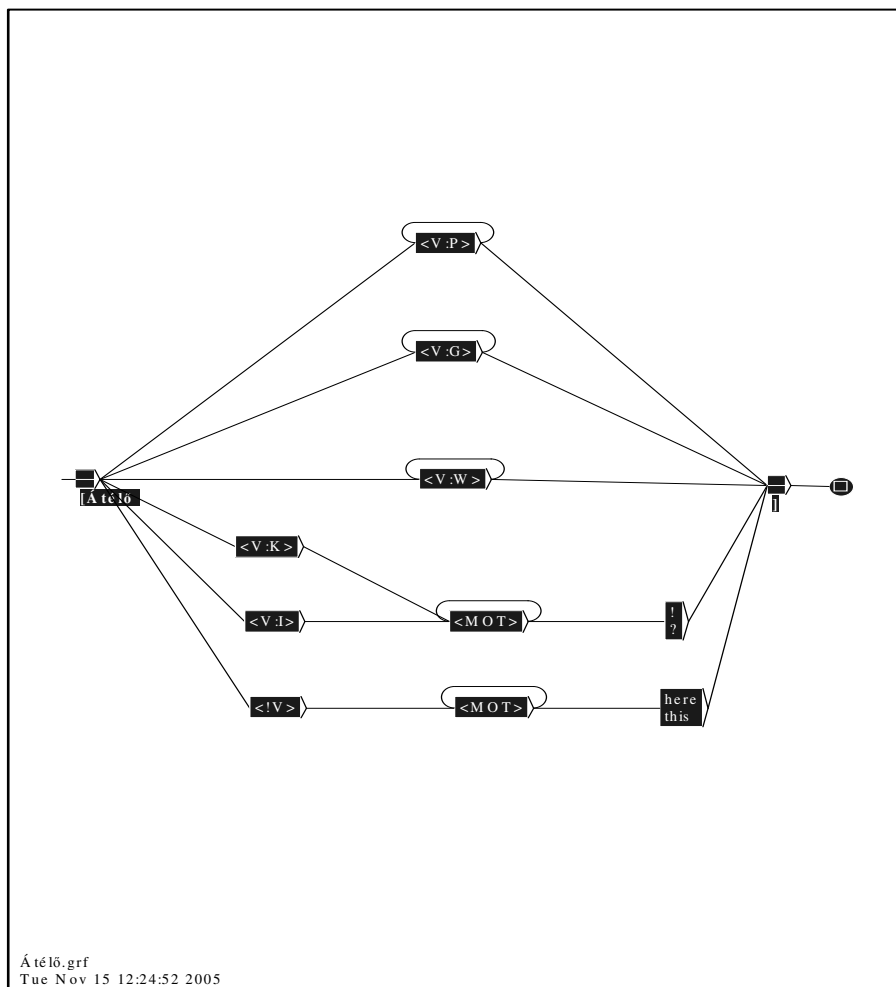 <V:P>
<V:G>
<V:W>
[Átélő
]
<V:K>
<V:I>
<MOT>
!
?
<!V>
<MOT>
here
this
Átélő.grf
Tue Nov 15 12:24:52 2005